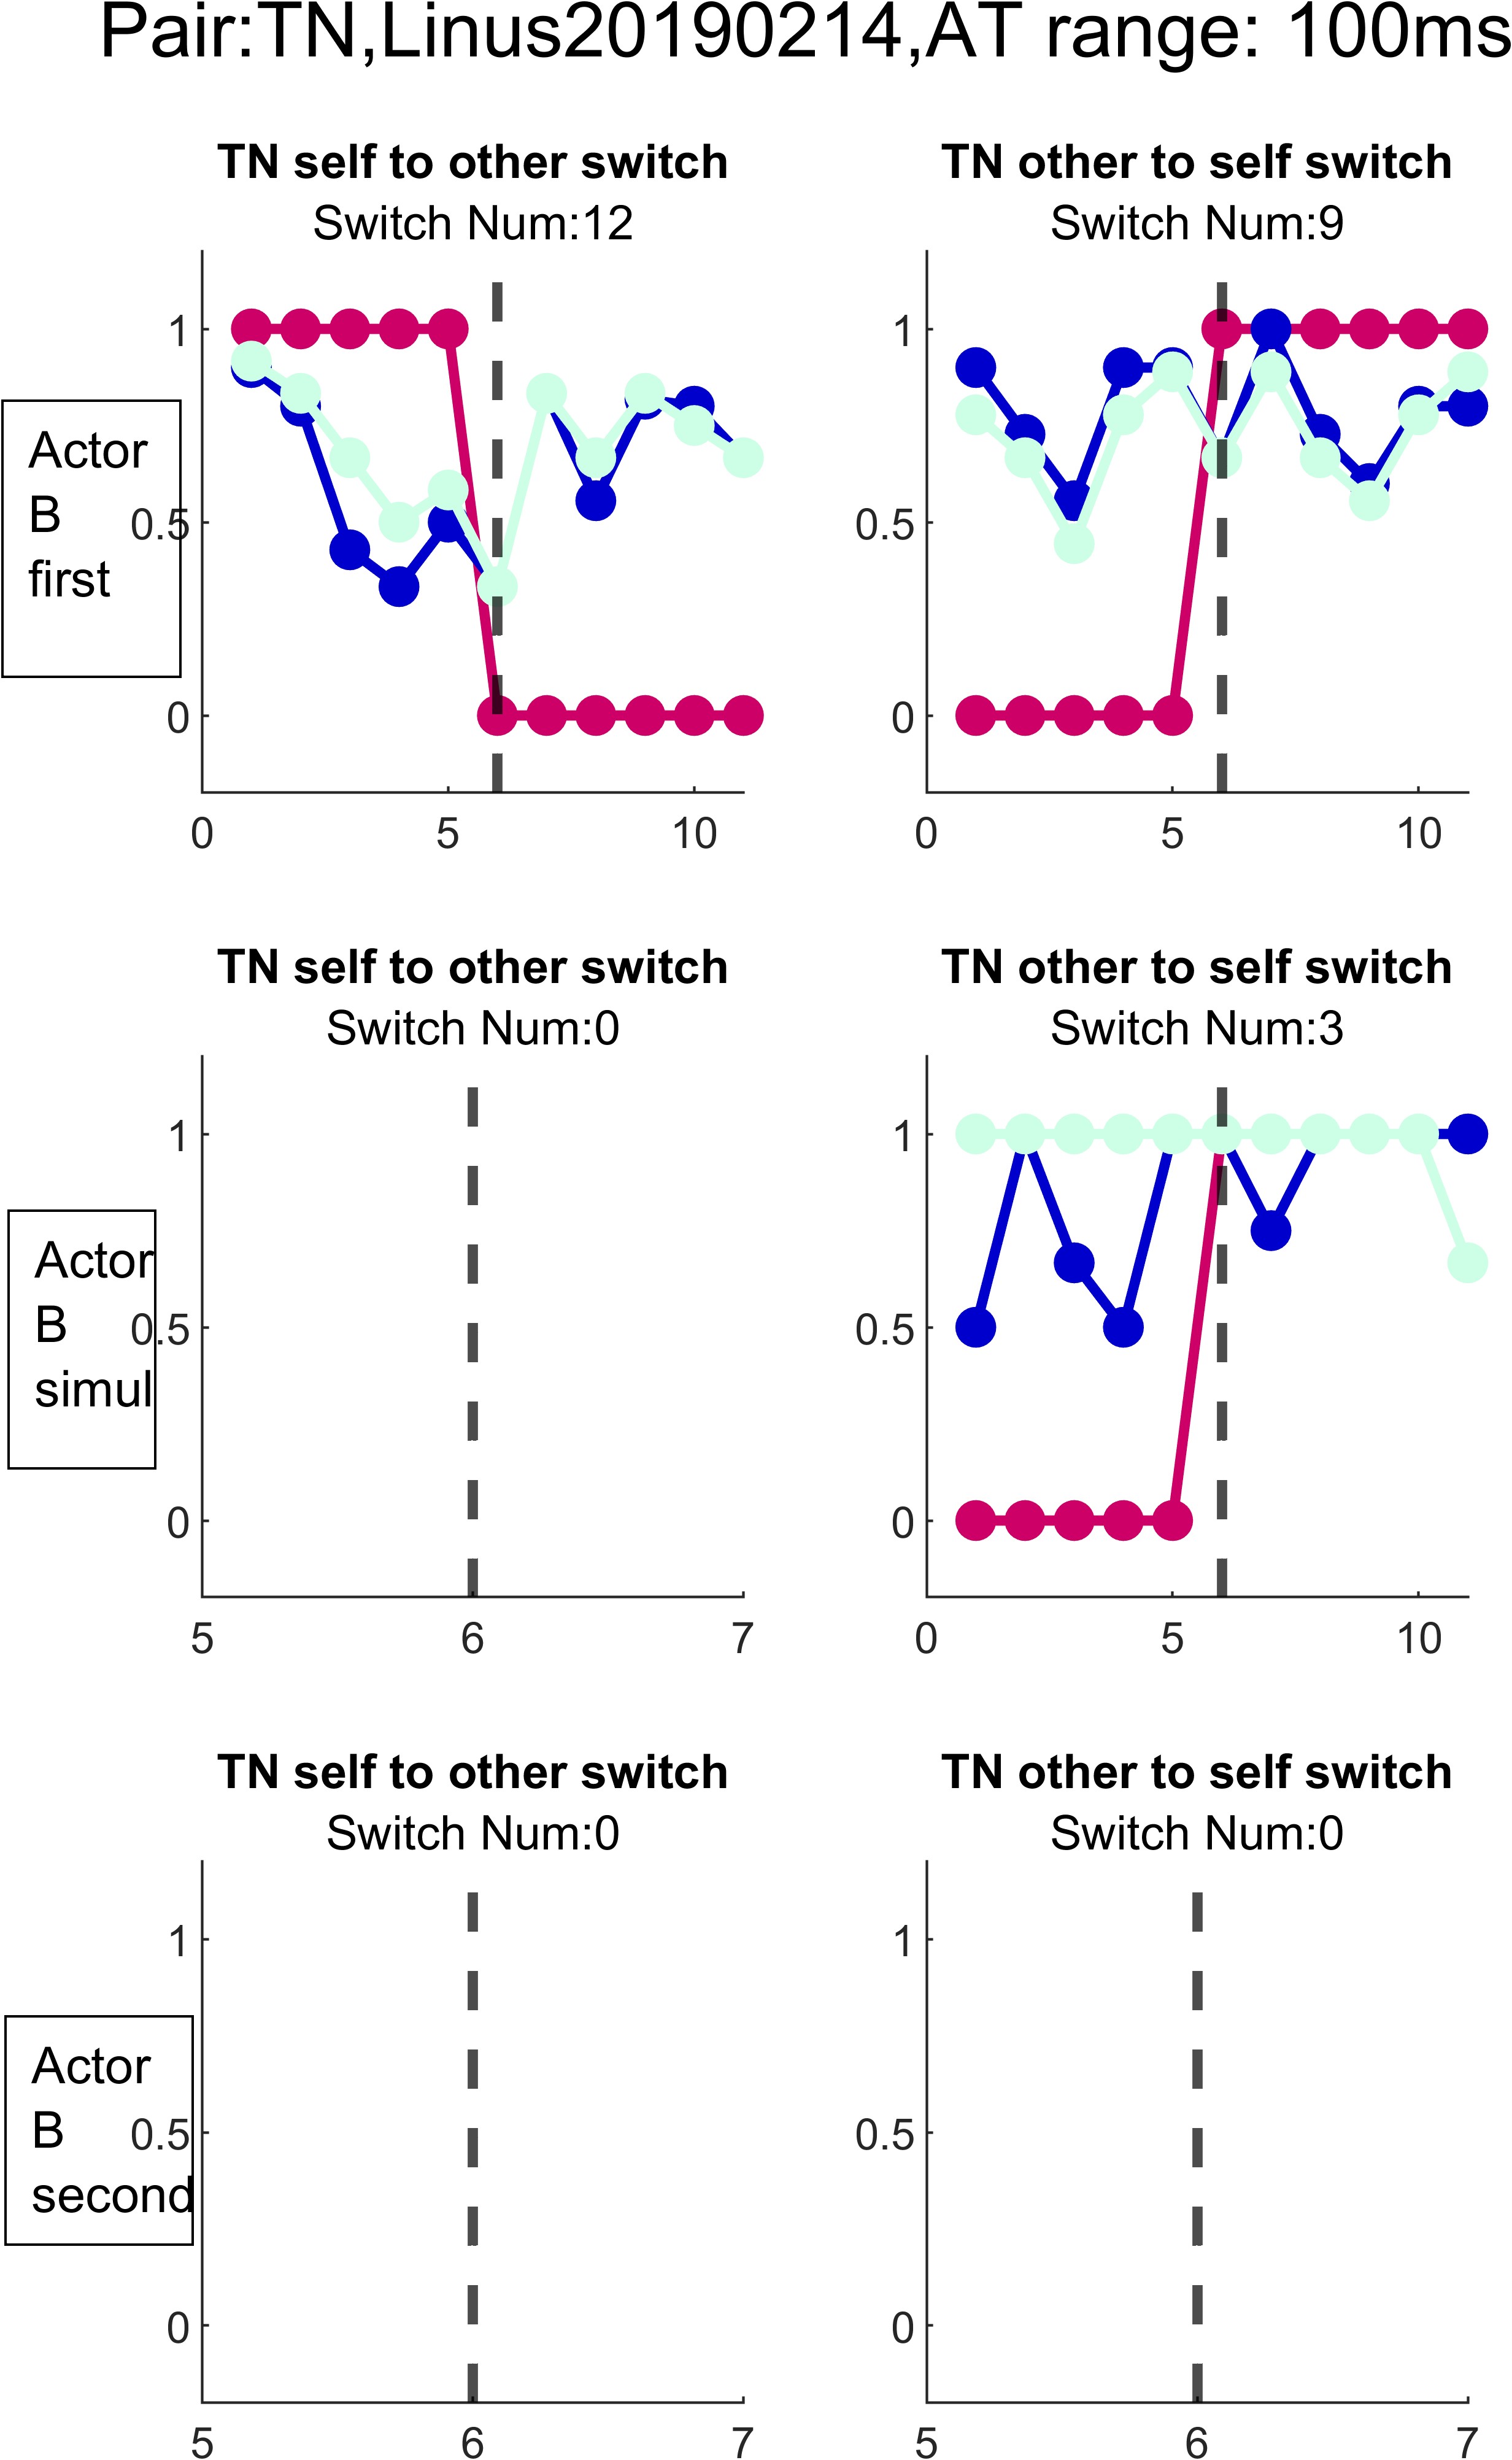 Pair:TN,Linus20190214,AT range: 100ms
TN self to other switch
Switch Num:12
TN other to self switch
Switch Num:9
Actor
B
first
1
0.5
0
0
5
10
1
0.5
0
0
5
10
TN self to other switch
Switch Num:0
TN other to self switch
Switch Num:3
Actor
B
simul
1
0.5
0
5
6
7
1
0.5
0
0
5
10
TN self to other switch
Switch Num:0
TN other to self switch
Switch Num:0
Actor
B
second
1
0.5
0
5
6
7
1
0.5
0
5
6
7